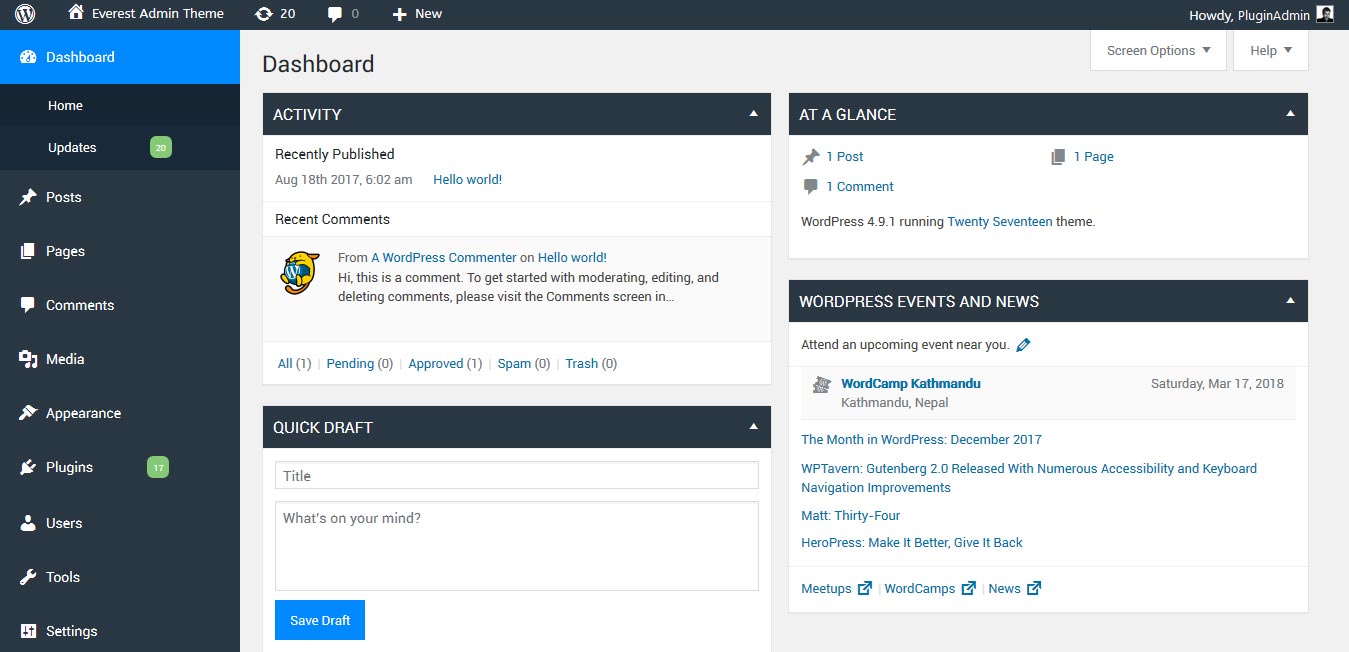 Everest Admin Theme 20 0 New Howdy, PluginAdmin
Dashboard
Home
Updates 20
Posts
Pages
Comments
Media
Appearance
Plugins 17
Users
Tools
Settings
Screen Options Help
Dashboard
ACTIVITY
Recently Published
Aug 18th 2017, 6:02 am Hello world!
Recent Comments
From A WordPress Commenter on Hello world!
Hi, this is a comment. To get started with moderating, editing, and
deleting comments, please visit the Comments screen in...
All (1) | Pending (0) | Approved (1) | Spam (0) | Trash (0)
QUICK DRAFT
Title
What's on your mind?
Save Draft
AT A GLANCE
1 Post 1 Page
1 Comment
WordPress 4.9.1 running Twenty Seventeen theme.
WORDPRESS EVENTS AND NEWS
Attend an upcoming event near you.
WordCamp Kathmandu Saturday, Mar 17, 2018
Kathmandu, Nepal
The Month in WordPress: December 2017
WPTavern: Gutenberg 2.0 Released With Numerous Accessibility and Keyboard
Navigation Improvements
Matt: Thirty-Four
HeroPress: Make It Better, Give It Back
Meetups | WordCamps | News